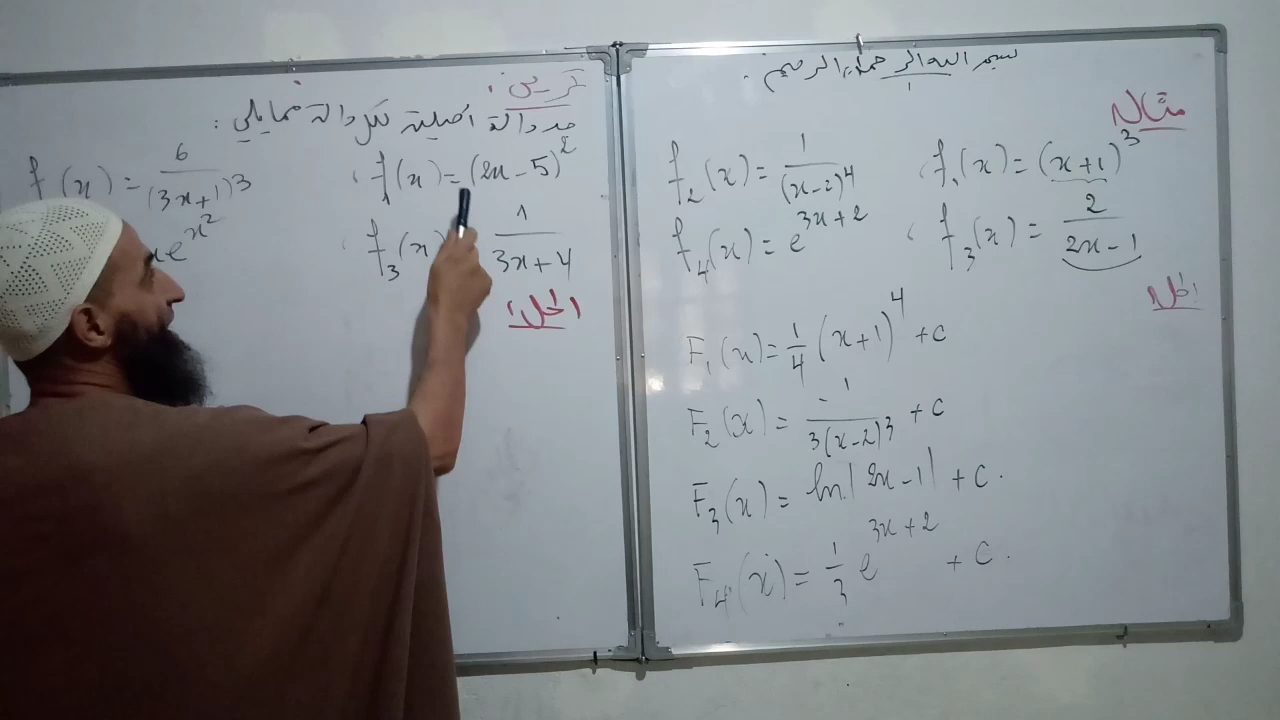 بسم الله الرحمن الرحيم.
مثال
f₁(x) = (x+1)³ ، f₂(x) = 1/(x-2)⁴
f₃(x) = 2/(2x-1) ، f₄(x) = e^(3x+2)
الحل
F₁(x) = 1/4 (x+1)⁴ + c
F₂(x) = -1/(3(x-2)³) + c
F₃(x) = ln|2x-1| + c.
F₄(x) = 1/3 e^(3x+2) + c.
تمرين:
جد دالة أصلية لكل دالة مما يلي:
f₁(x) = (2x-5)² ، f (x) = 6/(3x+1)³
f₃(x) 1/(3x+4) ، xe^(x²)
الحل: